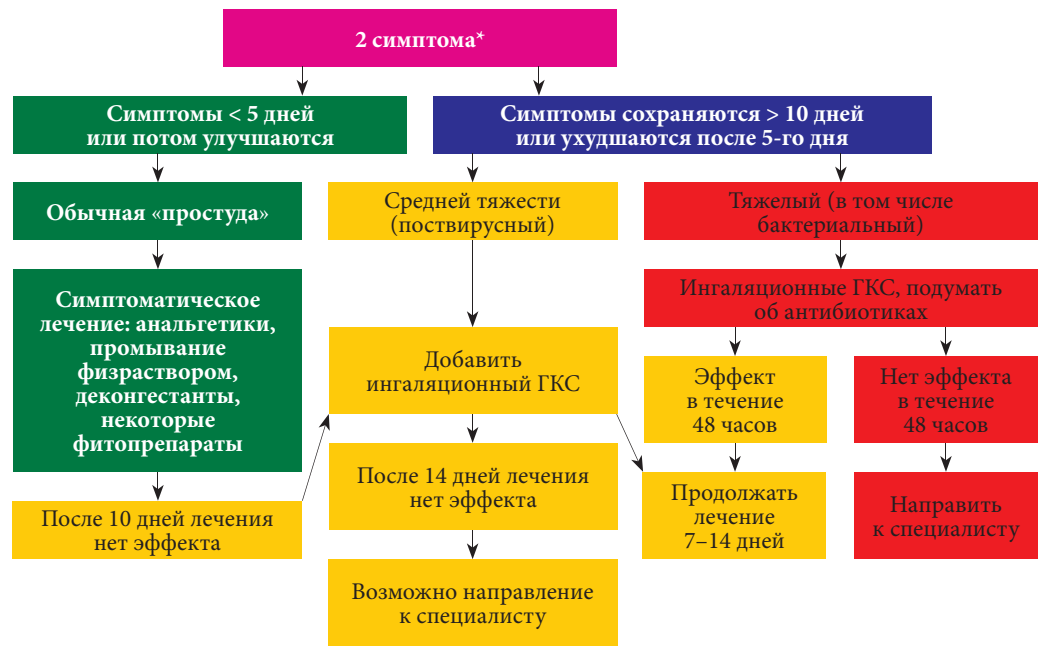 2 симптома*
Симптомы < 5 дней
или потом улучшаются
Симптомы сохраняются > 10 дней
или ухудшаются после 5-го дня
Обычная «простуда»
Средней тяжести
(поствирусный)
Тяжелый (в том числе
бактериальный)
Симптоматическое
лечение: анальгетики,
промывание
физраствором,
деконгестанты,
некоторые
фитопрепараты
Ингаляционные ГКС, подумать
об антибиотиках
Добавить
ингаляционный ГКС
Эффект
в течение
48 часов
Нет эффекта
в течение
48 часов
После 10 дней лечения
нет эффекта
После 14 дней лечения
нет эффекта
Продолжать
лечение
7–14 дней
Направить
к специалисту
Возможно направление
к специалисту